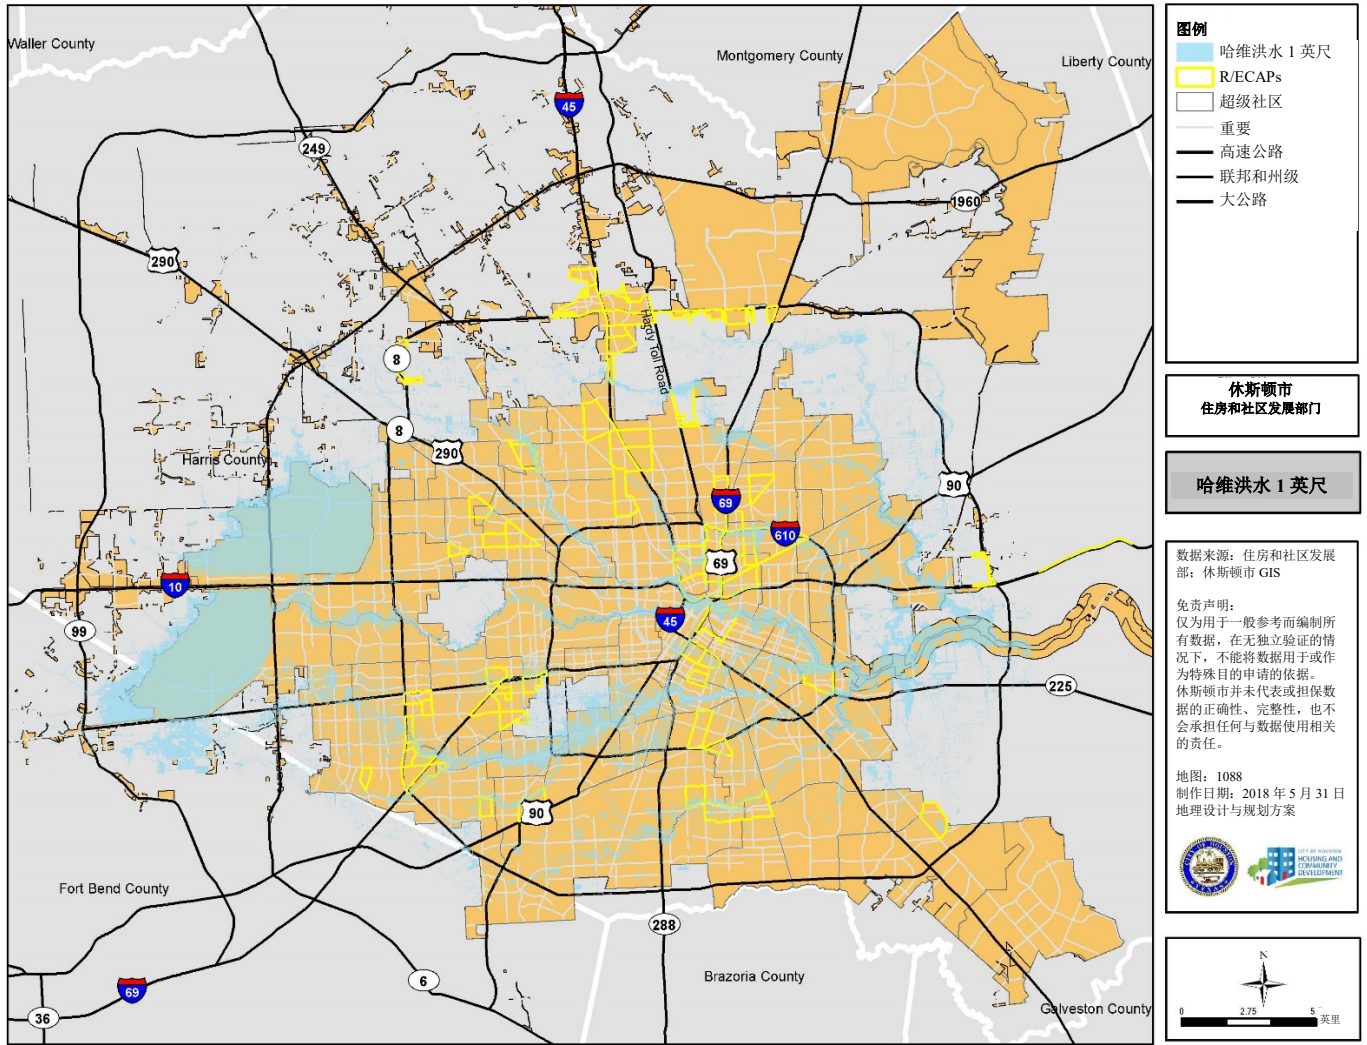 Waller County
Montgomery County
Liberty County
45
249
1960
290
Hardy Toll Road
8
8
290
Harris County
90
69
610
69
10
45
99
225
90
Fort Bend County
288
6
Brazoria County
69
36
Galveston County
图例
哈维洪水 1 英尺
R/ECAPs
超级社区
重要
高速公路
联邦和州级
大公路
休斯顿市
住房和社区发展部门
哈维洪水 1 英尺
数据来源：住房和社区发展
部；休斯顿市 GIS
免责声明：
仅为用于一般参考而编制所
有数据，在无独立验证的情
况下，不能将数据用于或作
为特殊目的申请的依据。
休斯顿市并未代表或担保数
据的正确性、完整性，也不
会承担任何与数据使用相关
的责任。
地图：1088
制作日期：2018 年 5 月 31 日
地理设计与规划方案
CITY OF HOUSTON
TEXAS
CITY OF HOUSTON
HOUSING AND
COMMUNITY
DEVELOPMENT
N
0 2.75 5
英里